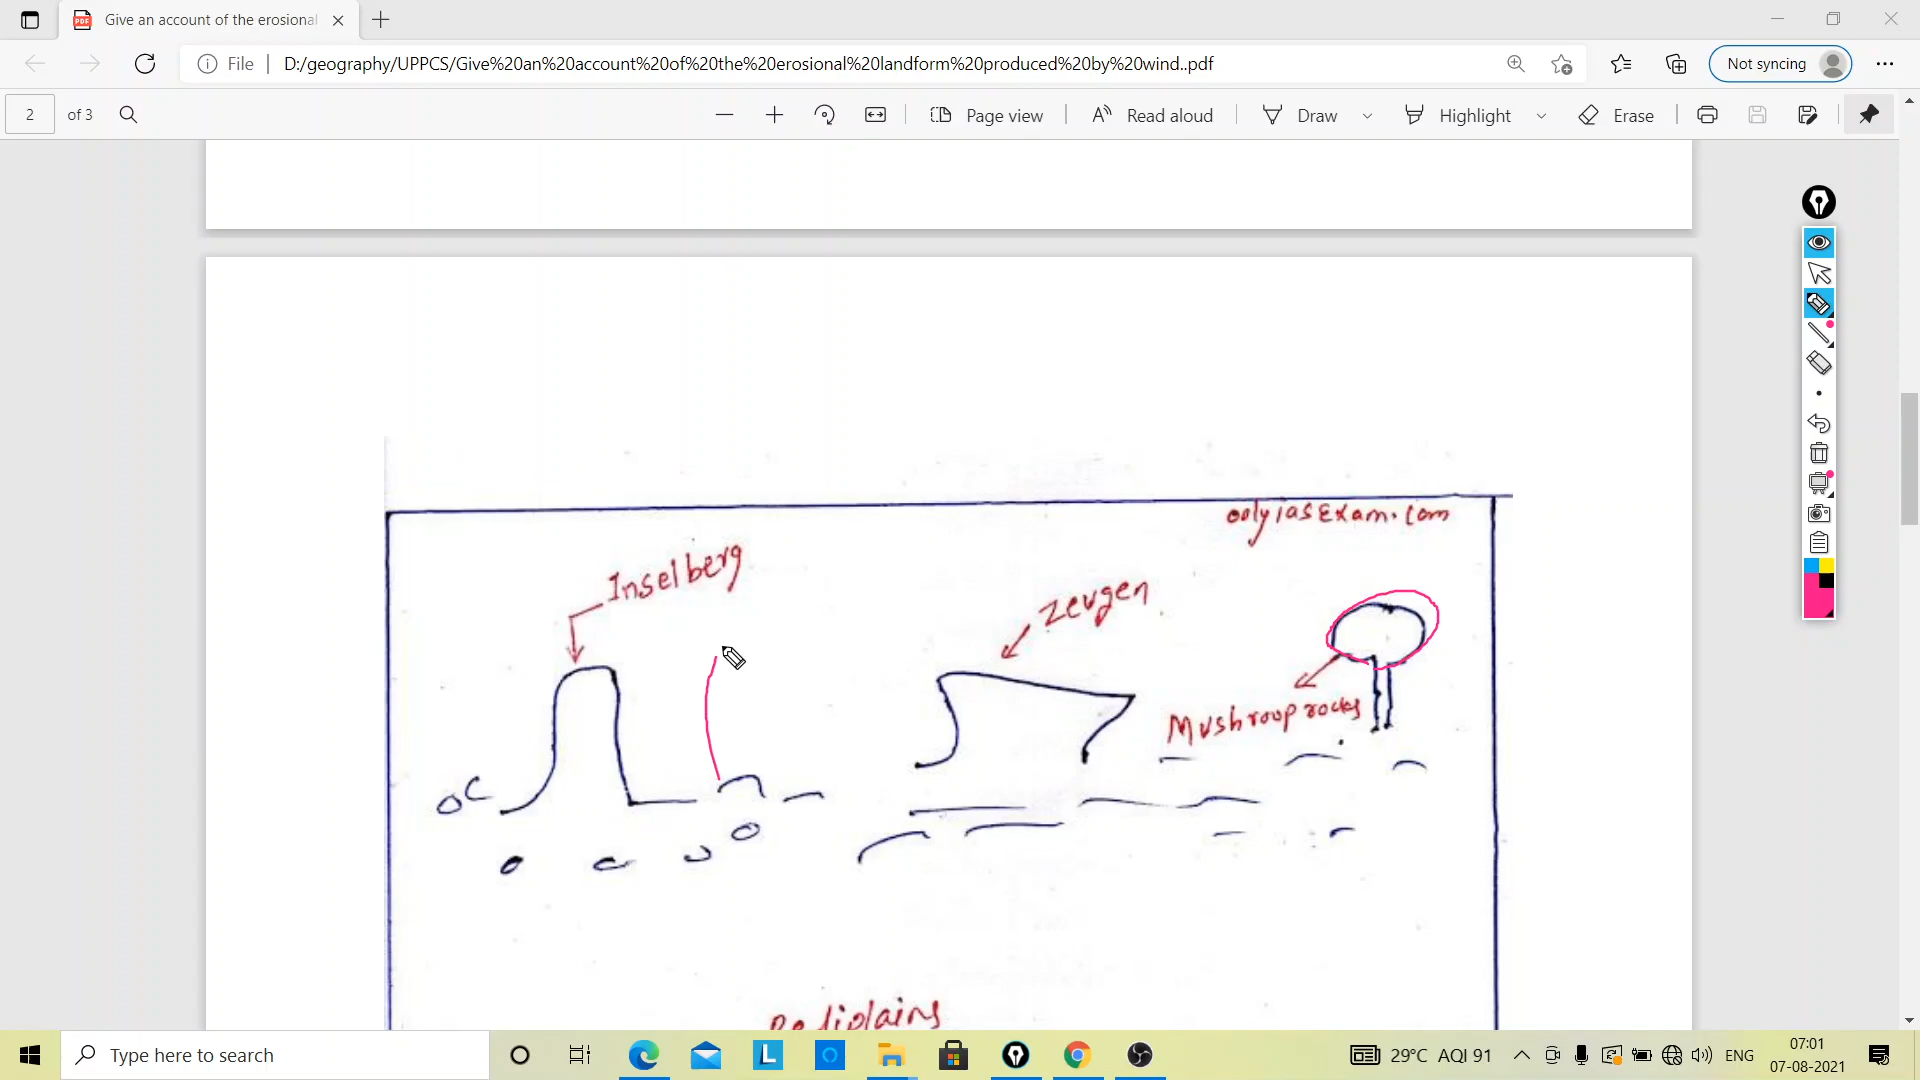 Give an account of the erosional
File
D:/geography/UPPCS/Give%20an%20account%20of%20the%20erosional%20landform%20produced%20by%20wind..pdf
Not syncing
2 of 3
Page view
Read aloud
Draw
Highlight
Erase
onlyiasExam.com
Inselberg
Zeugen
Mushroop rocks
Pediplains
Type here to search
29°C AQI 91
ENG
07:01
07-08-2021